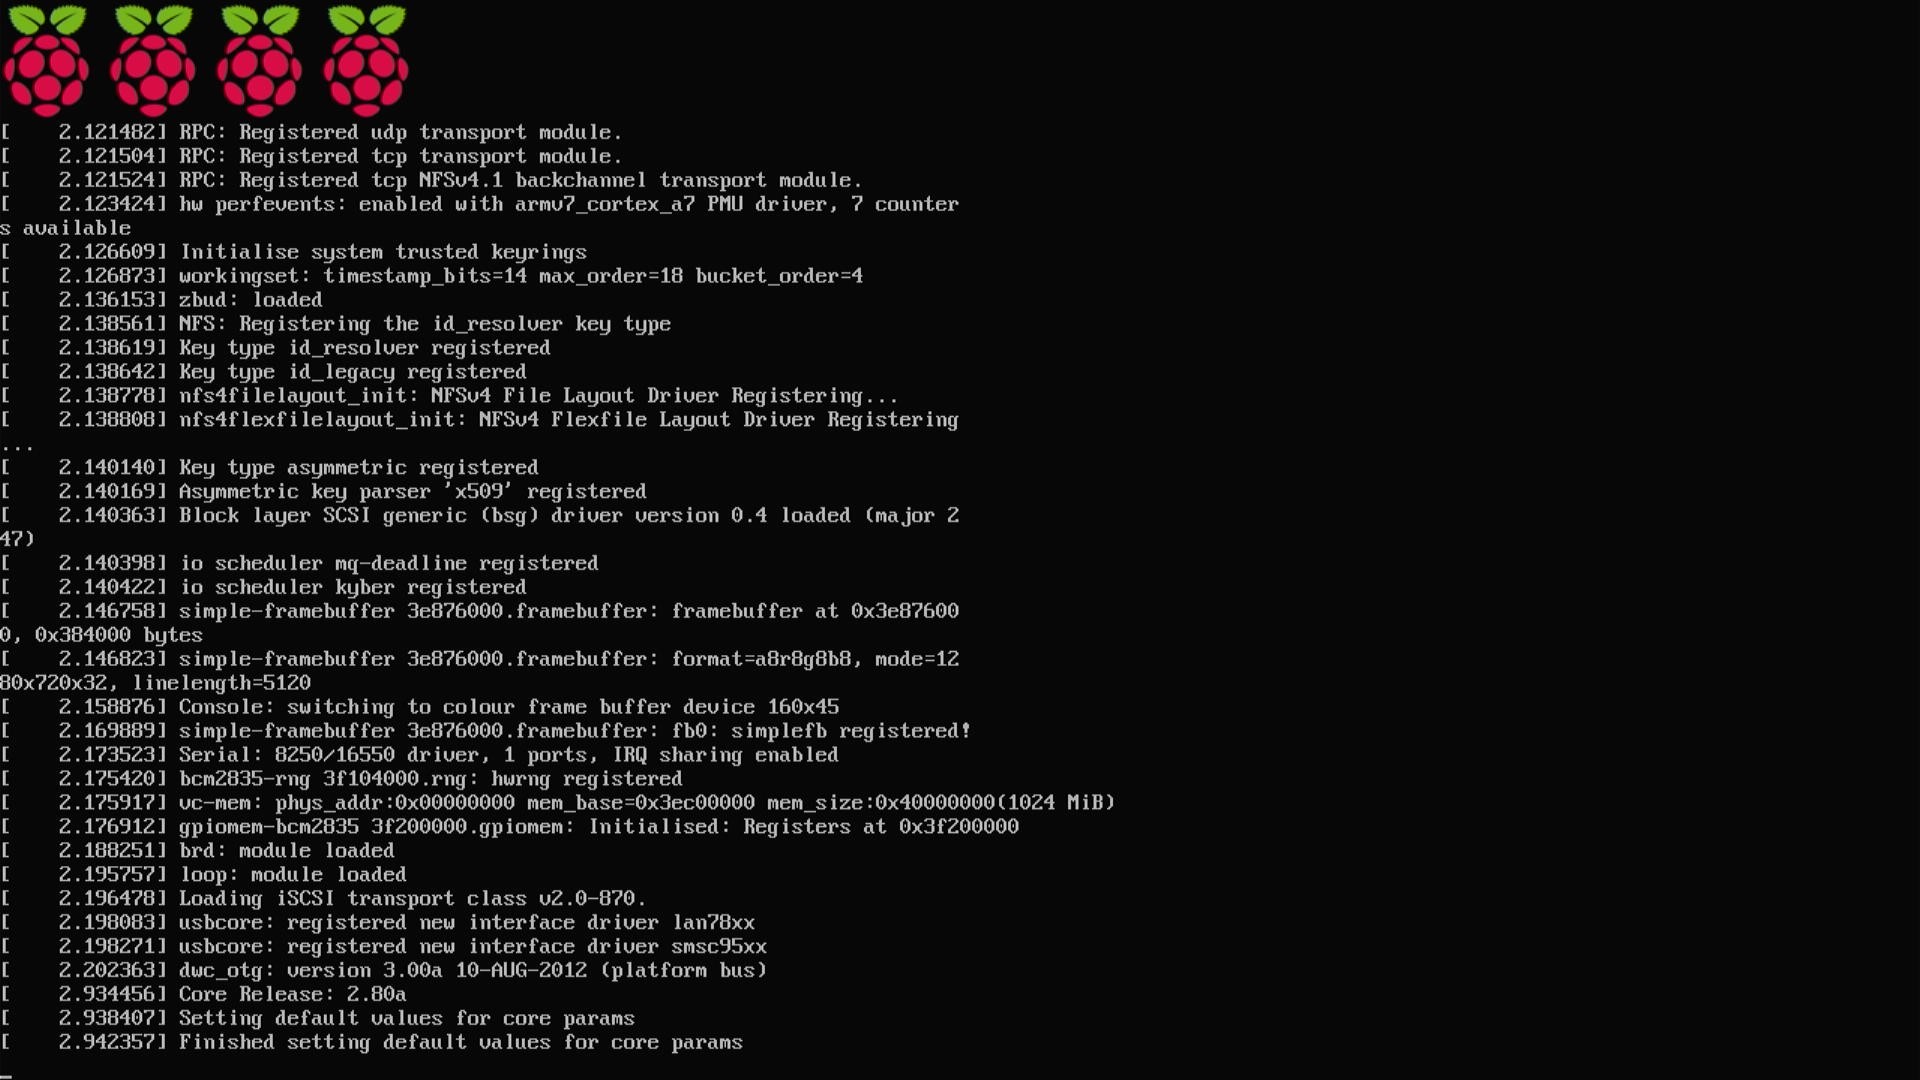 [    2.121482] RPC: Registered udp transport module.
[    2.121504] RPC: Registered tcp transport module.
[    2.121524] RPC: Registered tcp NFSv4.1 backchannel transport module.
[    2.123424] hw perfevents: enabled with armv7_cortex_a7 PMU driver, 7 counter
s available
[    2.126609] Initialise system trusted keyrings
[    2.126873] workingset: timestamp_bits=14 max_order=18 bucket_order=4
[    2.136153] zbud: loaded
[    2.138561] NFS: Registering the id_resolver key type
[    2.138619] Key type id_resolver registered
[    2.138642] Key type id_legacy registered
[    2.138778] nfs4filelayout_init: NFSv4 File Layout Driver Registering...
[    2.138808] nfs4flexfilelayout_init: NFSv4 Flexfile Layout Driver Registering
...
[    2.140140] Key type asymmetric registered
[    2.140169] Asymmetric key parser 'x509' registered
[    2.140363] Block layer SCSI generic (bsg) driver version 0.4 loaded (major 2
47)
[    2.140398] io scheduler mq-deadline registered
[    2.140422] io scheduler kyber registered
[    2.146758] simple-framebuffer 3e876000.framebuffer: framebuffer at 0x3e87600
0, 0x384000 bytes
[    2.146823] simple-framebuffer 3e876000.framebuffer: format=a8r8g8b8, mode=12
80x720x32, linelength=5120
[    2.158876] Console: switching to colour frame buffer device 160x45
[    2.169889] simple-framebuffer 3e876000.framebuffer: fb0: simplefb registered!
[    2.173523] Serial: 8250/16550 driver, 1 ports, IRQ sharing enabled
[    2.175420] bcm2835-rng 3f104000.rng: hwrng registered
[    2.175917] vc-mem: phys_addr:0x00000000 mem_base=0x3ec00000 mem_size:0x40000000(1024 MiB)
[    2.176912] gpiomem-bcm2835 3f200000.gpiomem: Initialised: Registers at 0x3f200000
[    2.188251] brd: module loaded
[    2.195757] loop: module loaded
[    2.196478] Loading iSCSI transport class v2.0-870.
[    2.198083] usbcore: registered new interface driver lan78xx
[    2.198271] usbcore: registered new interface driver smsc95xx
[    2.202363] dwc_otg: version 3.00a 10-AUG-2012 (platform bus)
[    2.934456] Core Release: 2.80a
[    2.938407] Setting default values for core params
[    2.942357] Finished setting default values for core params